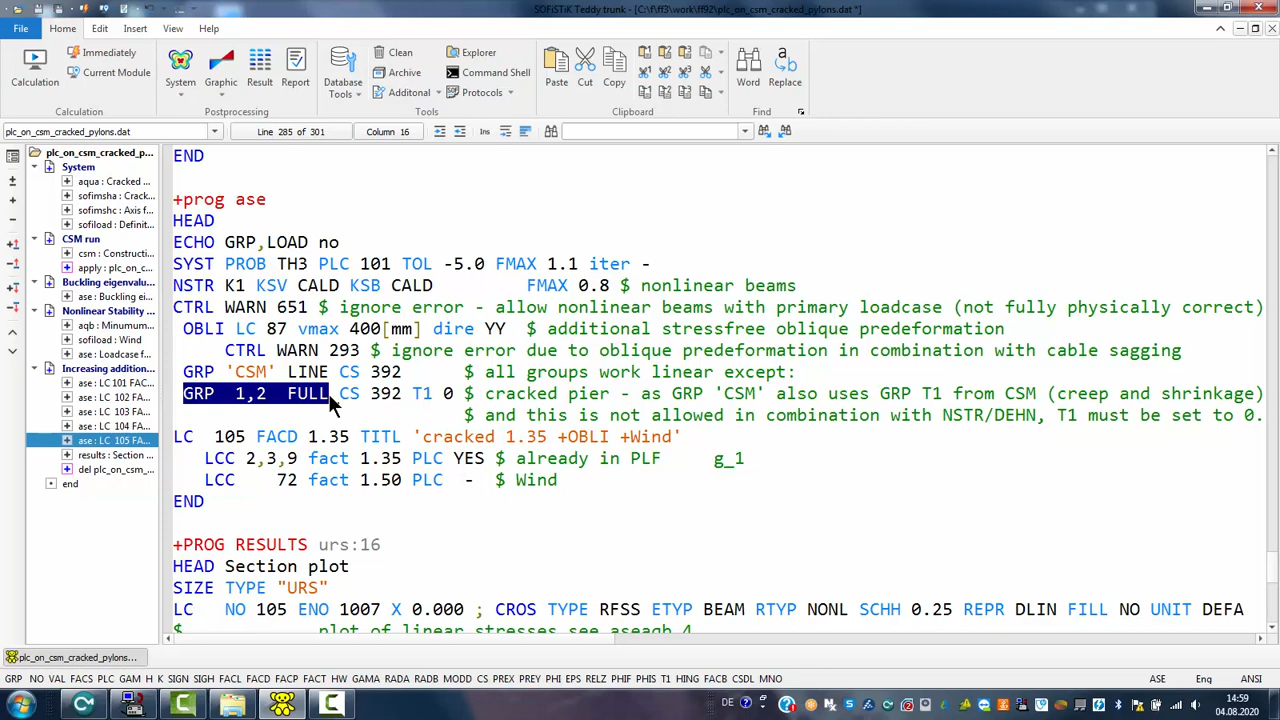 SOFiSTiK Teddy trunk - [C:\f\ff3\work\ff92\plc_on_csm_cracked_pylons.dat *]
File Home Edit Insert View Help
Calculation
Immediately
Current Module
Calculation
System
Graphic
Result
Report
Postprocessing
Database
Tools
Clean
Archive
Additonal
Explorer
Command Shell
Protocols
Tools
Paste
Cut
Copy
Clipboard
Word
Replace
Find
plc_on_csm_cracked_pylons.dat Line 285 of 301 Column 16 Ins
plc_on_csm_cracked_p...
System
aqua : Cracked ...
sofimsha : Crack...
sofimshc : Axis f...
sofiload : Definit...
CSM run
csm : Constructi...
apply : plc_on_c...
Buckling eigenvalu...
ase : Buckling ei...
Nonlinear Stability ...
aqb : Minumum...
sofiload : Wind
ase : Loadcase f...
Increasing addition...
ase : LC 101 FAC...
ase : LC 102 FA...
ase : LC 103 FA...
ase : LC 104 FA...
ase : LC 105 FA...
results : Section ...
del plc_on_csm_...
end
END
+prog ase
HEAD
ECHO GRP,LOAD no
SYST PROB TH3 PLC 101 TOL -5.0 FMAX 1.1 iter -
NSTR K1 KSV CALD KSB CALD FMAX 0.8 $ nonlinear beams
CTRL WARN 651 $ ignore error - allow nonlinear beams with primary loadcase (not fully physically correct)
OBLI LC 87 vmax 400[mm] dire YY $ additional stressfree oblique predeformation
CTRL WARN 293 $ ignore error due to oblique predeformation in combination with cable sagging
GRP 'CSM' LINE CS 392 $ all groups work linear except:
GRP 1,2 FULL CS 392 T1 0 $ cracked pier - as GRP 'CSM' also uses GRP T1 from CSM (creep and shrinkage)
$ and this is not allowed in combination with NSTR/DEHN, T1 must be set to 0.
LC 105 FACD 1.35 TITL 'cracked 1.35 +OBLI +Wind'
LCC 2,3,9 fact 1.35 PLC YES $ already in PLF g_1
LCC 72 fact 1.50 PLC - $ Wind
END
+PROG RESULTS urs:16
HEAD Section plot
SIZE TYPE "URS"
LC NO 105 ENO 1007 X 0.000 ; CROS TYPE RFSS ETYP BEAM RTYP NONL SCHH 0.25 REPR DLIN FILL NO UNIT DEFA
$ plot of linear stresses see aseaqb_4
plc_on_csm_cracked_pylons...
GRP NO VAL FACS PLC GAM H K SIGN SIGH FACL FACD FACP FACT HW GAMA RADA RADB MODD CS PREX PREY PHI EPS RELZ PHIF PHIS T1 HING FACB CSDL MNO ASE Eng ANSI
DE
14:59
04.08.2020